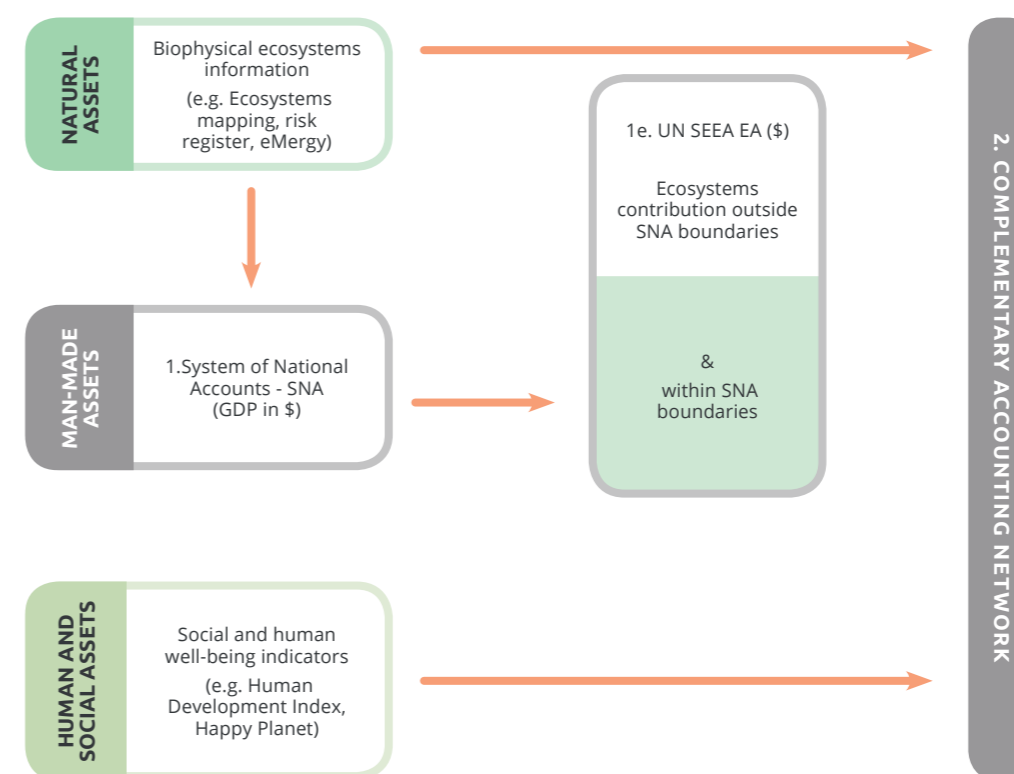 NATURAL
ASSETS
Biophysical ecosystems
information
(e.g. Ecosystems
mapping, risk
register, eMergy)
MAN-MADE
ASSETS
1.System of National
Accounts - SNA
(GDP in $)
1e. UN SEEA EA ($)
Ecosystems
contribution outside
SNA boundaries
&
within SNA
boundaries
HUMAN AND
SOCIAL ASSETS
Social and human
well-being indicators
(e.g. Human
Development Index,
Happy Planet)
2. COMPLEMENTARY ACCOUNTING NETWORK